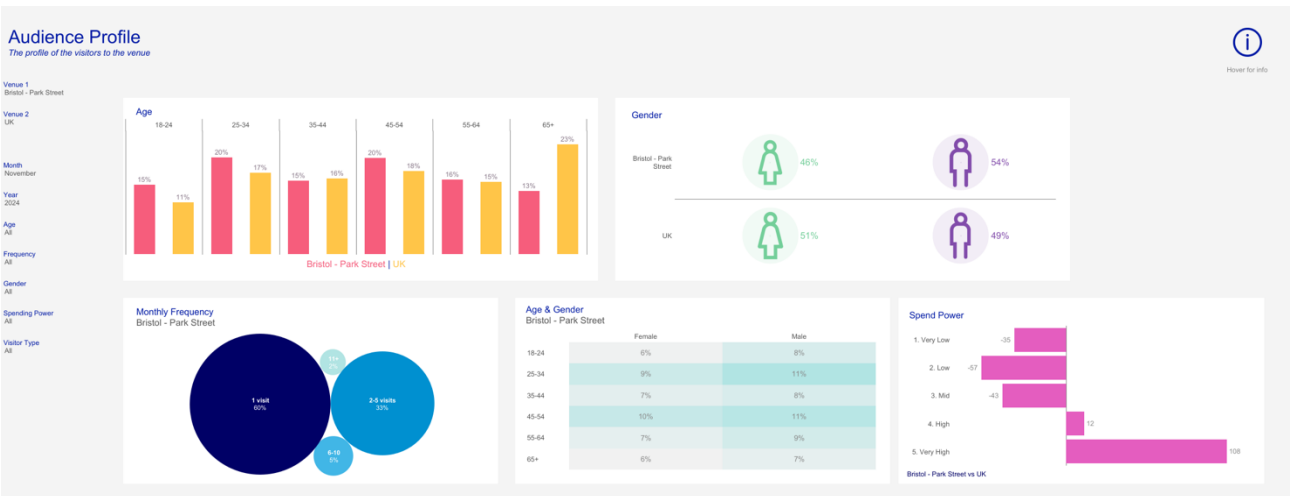 Audience Profile
The profile of the visitors to the venue
Hover for info
Venue 1
Bristol - Park Street
Venue 2
UK
Month
November
Year
2024
Age
All
Frequency
All
Gender
All
Spending Power
All
Visitor Type
All
Age
18-24 25-34 35-44 45-54 55-64 65+
15% 11% 20% 17% 15% 16% 20% 16% 15% 13% 23%
Bristol - Park Street | UK
Gender
Bristol - Park
Street
46% 54%
UK 51% 49%
Monthly Frequency
Bristol - Park Street
1 visit
60%
11+
2%
2-5 visits
33%
6-10
5%
Age & Gender
Bristol - Park Street
Female Male
18-24 6% 8%
25-34 9% 11%
35-44 7% 8%
45-54 10% 11%
55-64 7% 9%
65+ 6% 7%
Spend Power
1. Very Low -35
2. Low -57
3. Mid -43
4. High 12
5. Very High 108
Bristol - Park Street vs UK